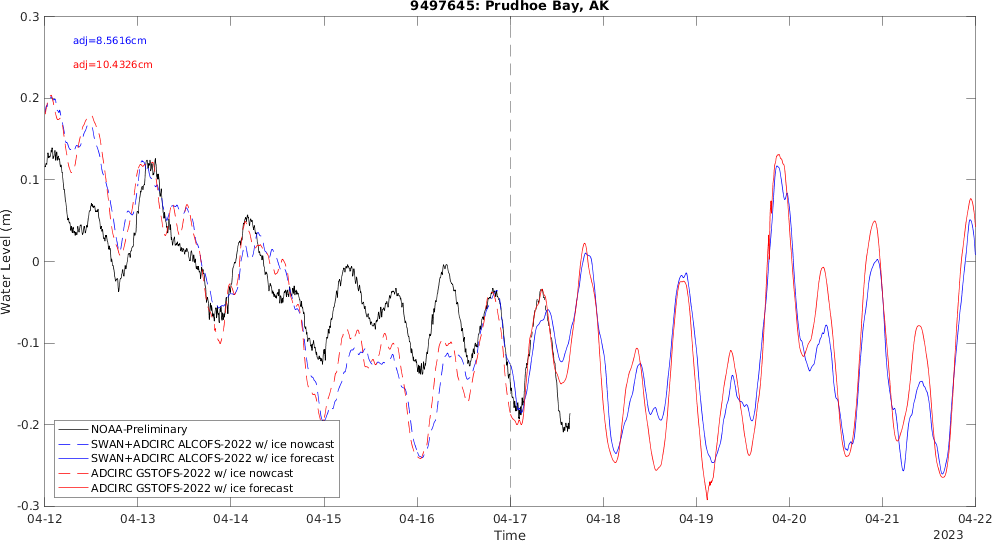 9497645: Prudhoe Bay, AK
adj=8.5616cm
adj=10.4326cm
Water Level (m)
0.3
0.2
0.1
0
-0.1
-0.2
-0.3
NOAA-Preliminary
SWAN+ADCIRC ALCOFS-2022 w/ ice nowcast
SWAN+ADCIRC ALCOFS-2022 w/ ice forecast
ADCIRC GSTOFS-2022 w/ ice nowcast
ADCIRC GSTOFS-2022 w/ ice forecast
04-12 04-13 04-14 04-15 04-16 04-17 04-18 04-19 04-20 04-21 04-22
Time
2023